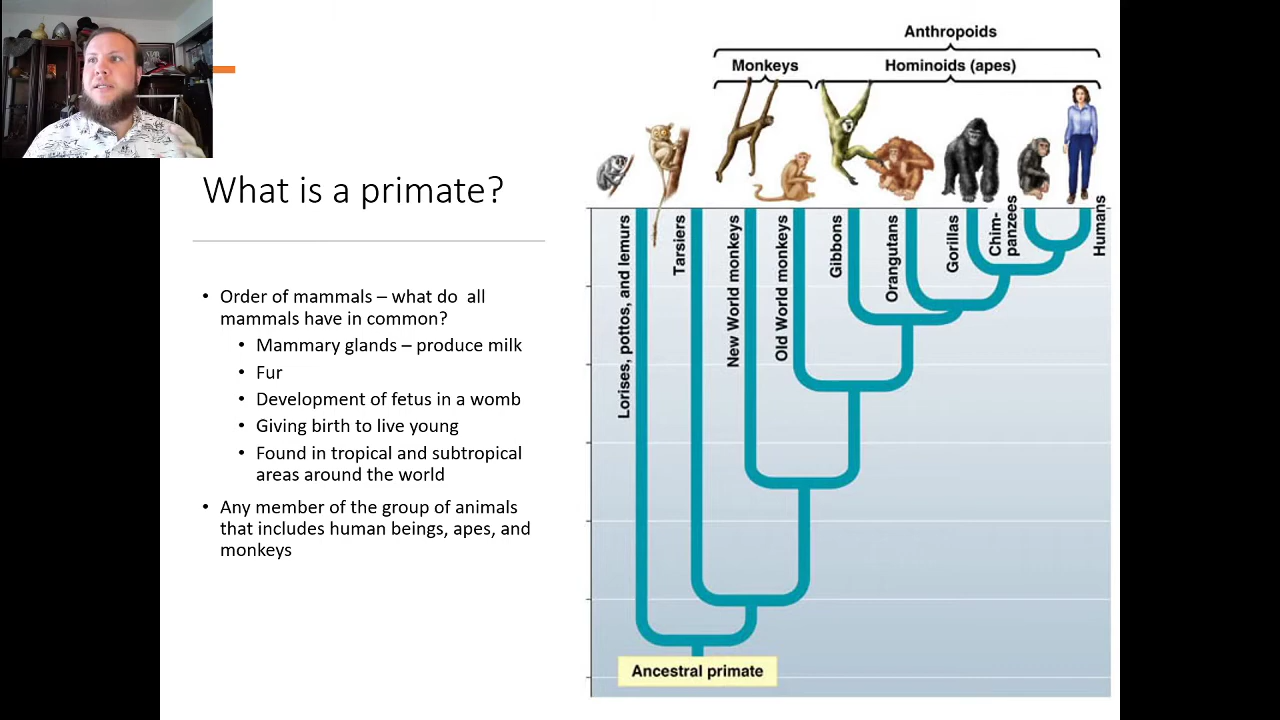 What is a primate?
• Order of mammals – what do  all
mammals have in common?
• Mammary glands – produce milk
• Fur
• Development of fetus in a womb
• Giving birth to live young
• Found in tropical and subtropical
areas around the world
• Any member of the group of animals
that includes human beings, apes, and
monkeys
Anthropoids
Monkeys
Hominoids (apes)
Lorises, pottos, and lemurs
Tarsiers
New World monkeys
Old World monkeys
Gibbons
Orangutans
Gorillas
Chim-
panzees
Humans
Ancestral primate